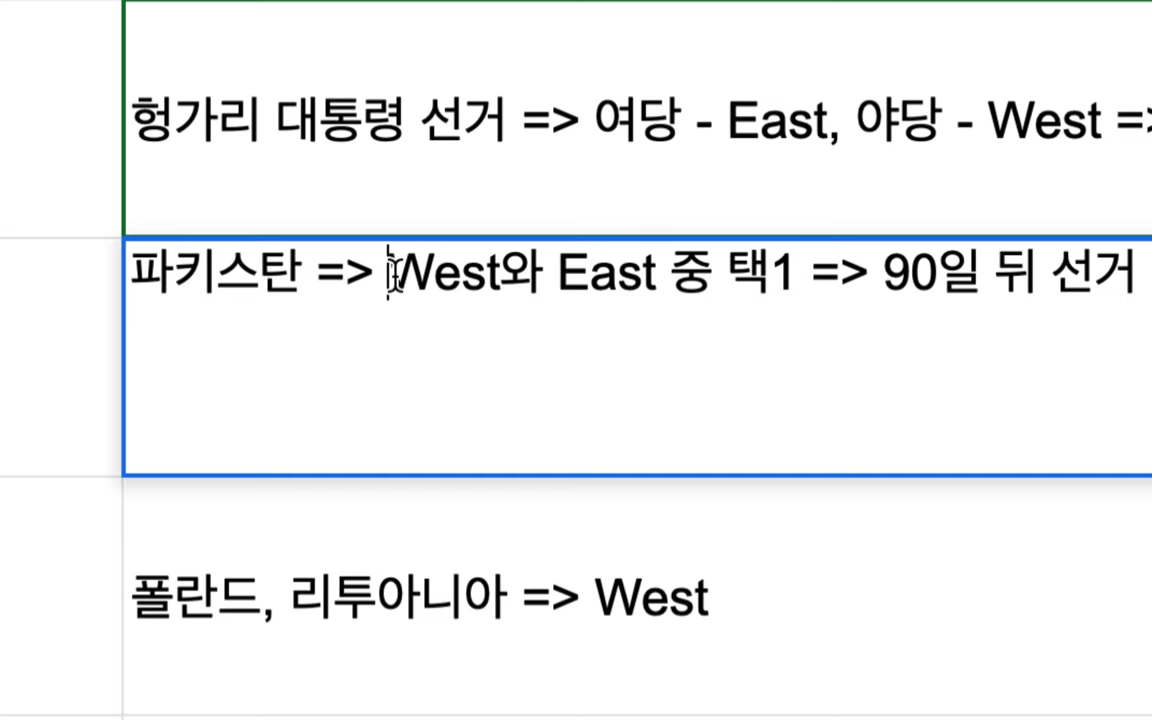 헝가리 대통령 선거 => 여당 - East, 야당 - West =>
파키스탄 => West와 East 중 택1 => 90일 뒤 선거
폴란드, 리투아니아 => West